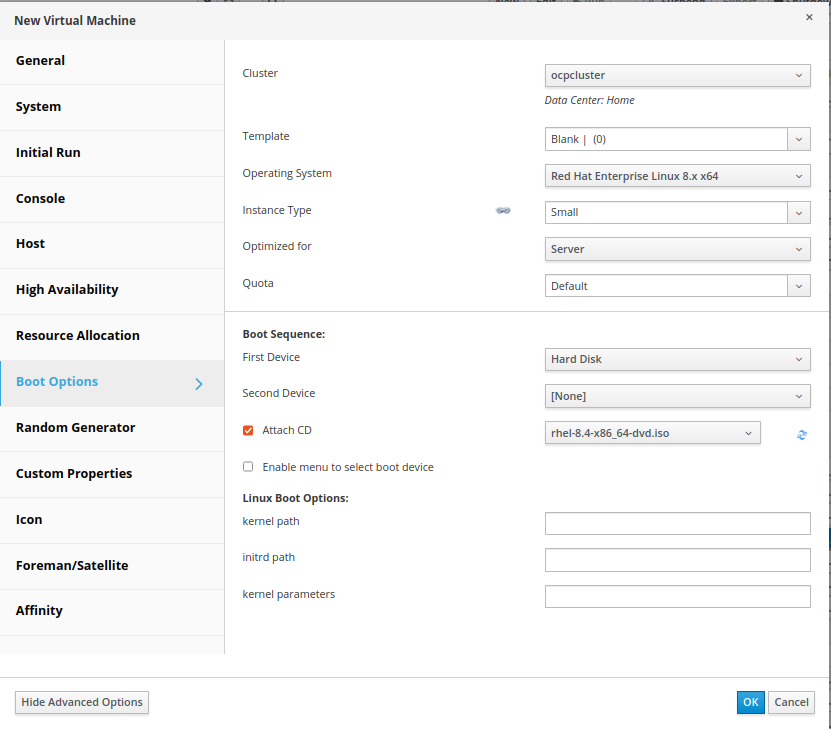 New Virtual Machine
General
System
Initial Run
Console
Host
High Availability
Resource Allocation
Boot Options
Random Generator
Custom Properties
Icon
Foreman/Satellite
Affinity
Cluster
ocpcluster
Data Center: Home
Template
Blank | (0)
Operating System
Red Hat Enterprise Linux 8.x x64
Instance Type
Small
Optimized for
Server
Quota
Default
Boot Sequence:
First Device
Hard Disk
Second Device
[None]
Attach CD
rhel-8.4-x86_64-dvd.iso
Enable menu to select boot device
Linux Boot Options:
kernel path
initrd path
kernel parameters
Hide Advanced Options
OK
Cancel